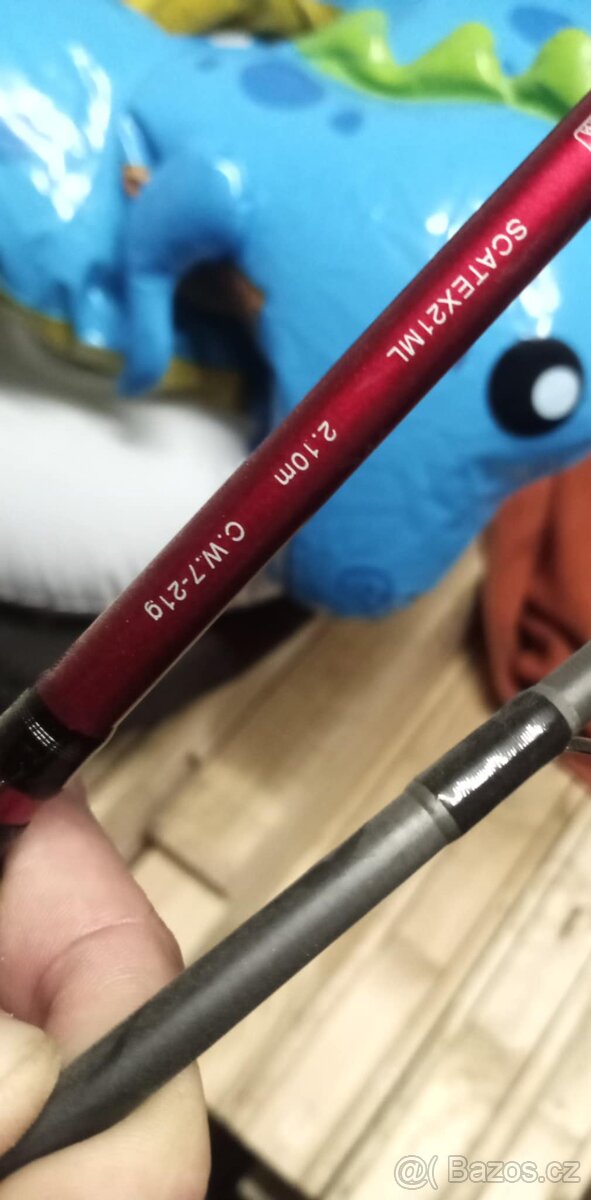 SCATEX21ML
2.10m
C.W.7-21g
@Bazos.cz